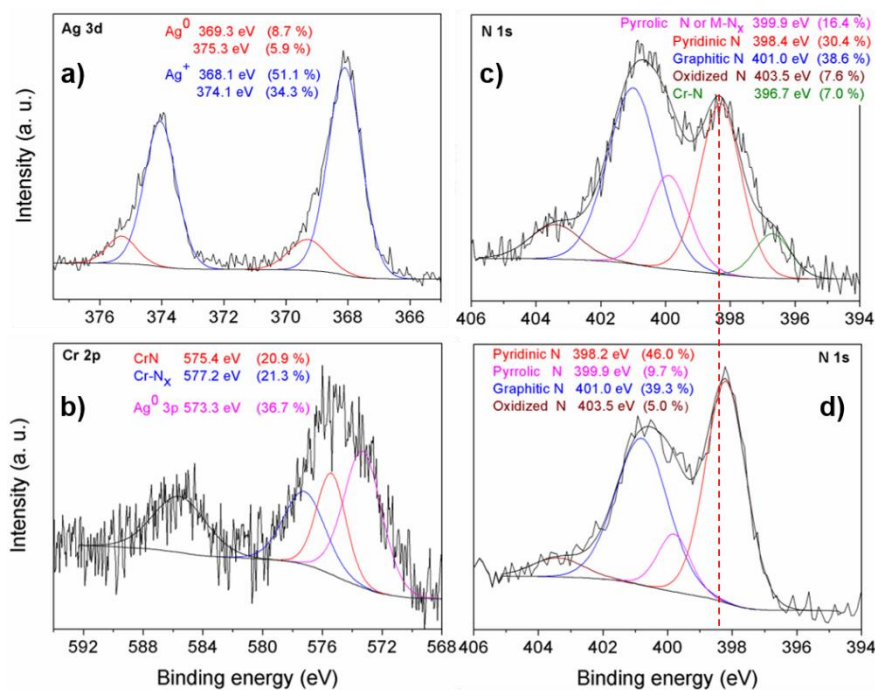 Ag 3d
Ag⁰ 369.3 eV (8.7 %)
375.3 eV (5.9 %)
Ag⁺ 368.1 eV (51.1 %)
374.1 eV (34.3 %)
a)
376 374 372 370 368 366
Intensity (a. u.)
N 1s
Pyrrolic N or M-Nₓ 399.9 eV (16.4 %)
Pyridinic N 398.4 eV (30.4 %)
Graphitic N 401.0 eV (38.6 %)
Oxidized N 403.5 eV (7.6 %)
Cr-N 396.7 eV (7.0 %)
c)
406 404 402 400 398 396 394
Cr 2p
CrN 575.4 eV (20.9 %)
Cr-Nₓ 577.2 eV (21.3 %)
Ag⁰ 3p 573.3 eV (36.7 %)
b)
592 588 584 580 576 572 568
Intensity (a. u.)
Binding energy (eV)
Pyridinic N 398.2 eV (46.0 %)
Pyrrolic N 399.9 eV (9.7 %)
Graphitic N 401.0 eV (39.3 %)
Oxidized N 403.5 eV (5.0 %)
N 1s
d)
406 404 402 400 398 396 394
Binding energy (eV)